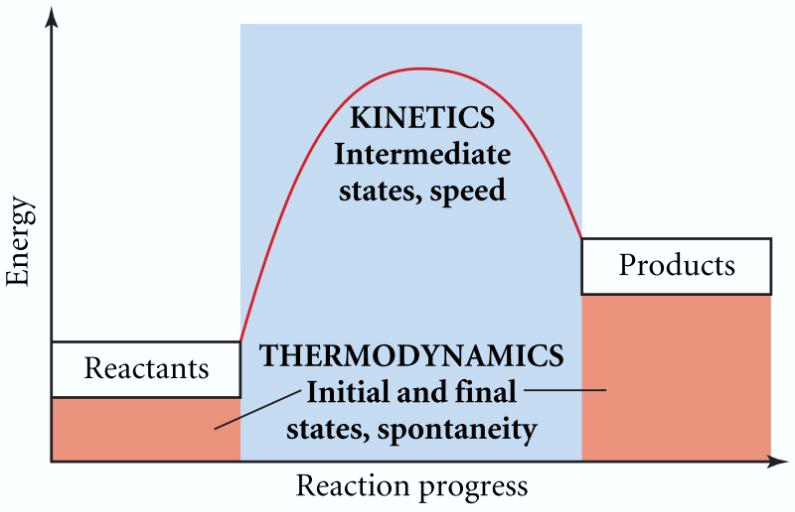 Energy
KINETICS
Intermediate
states, speed
Products
Reactants
THERMODYNAMICS
Initial and final
states, spontaneity
Reaction progress